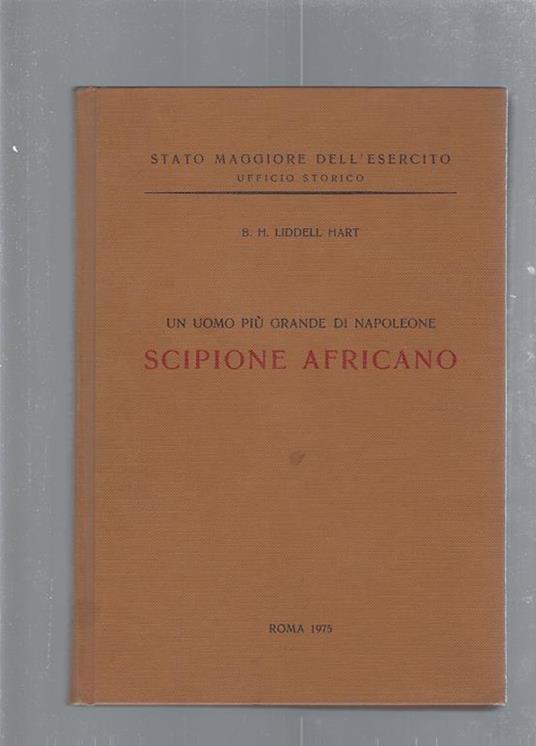 STATO MAGGIORE DELL'ESERCITO
UFFICIO STORICO
B. H. LIDDELL HART
UN UOMO PIÙ GRANDE DI NAPOLEONE
SCIPIONE AFRICANO
ROMA 1975